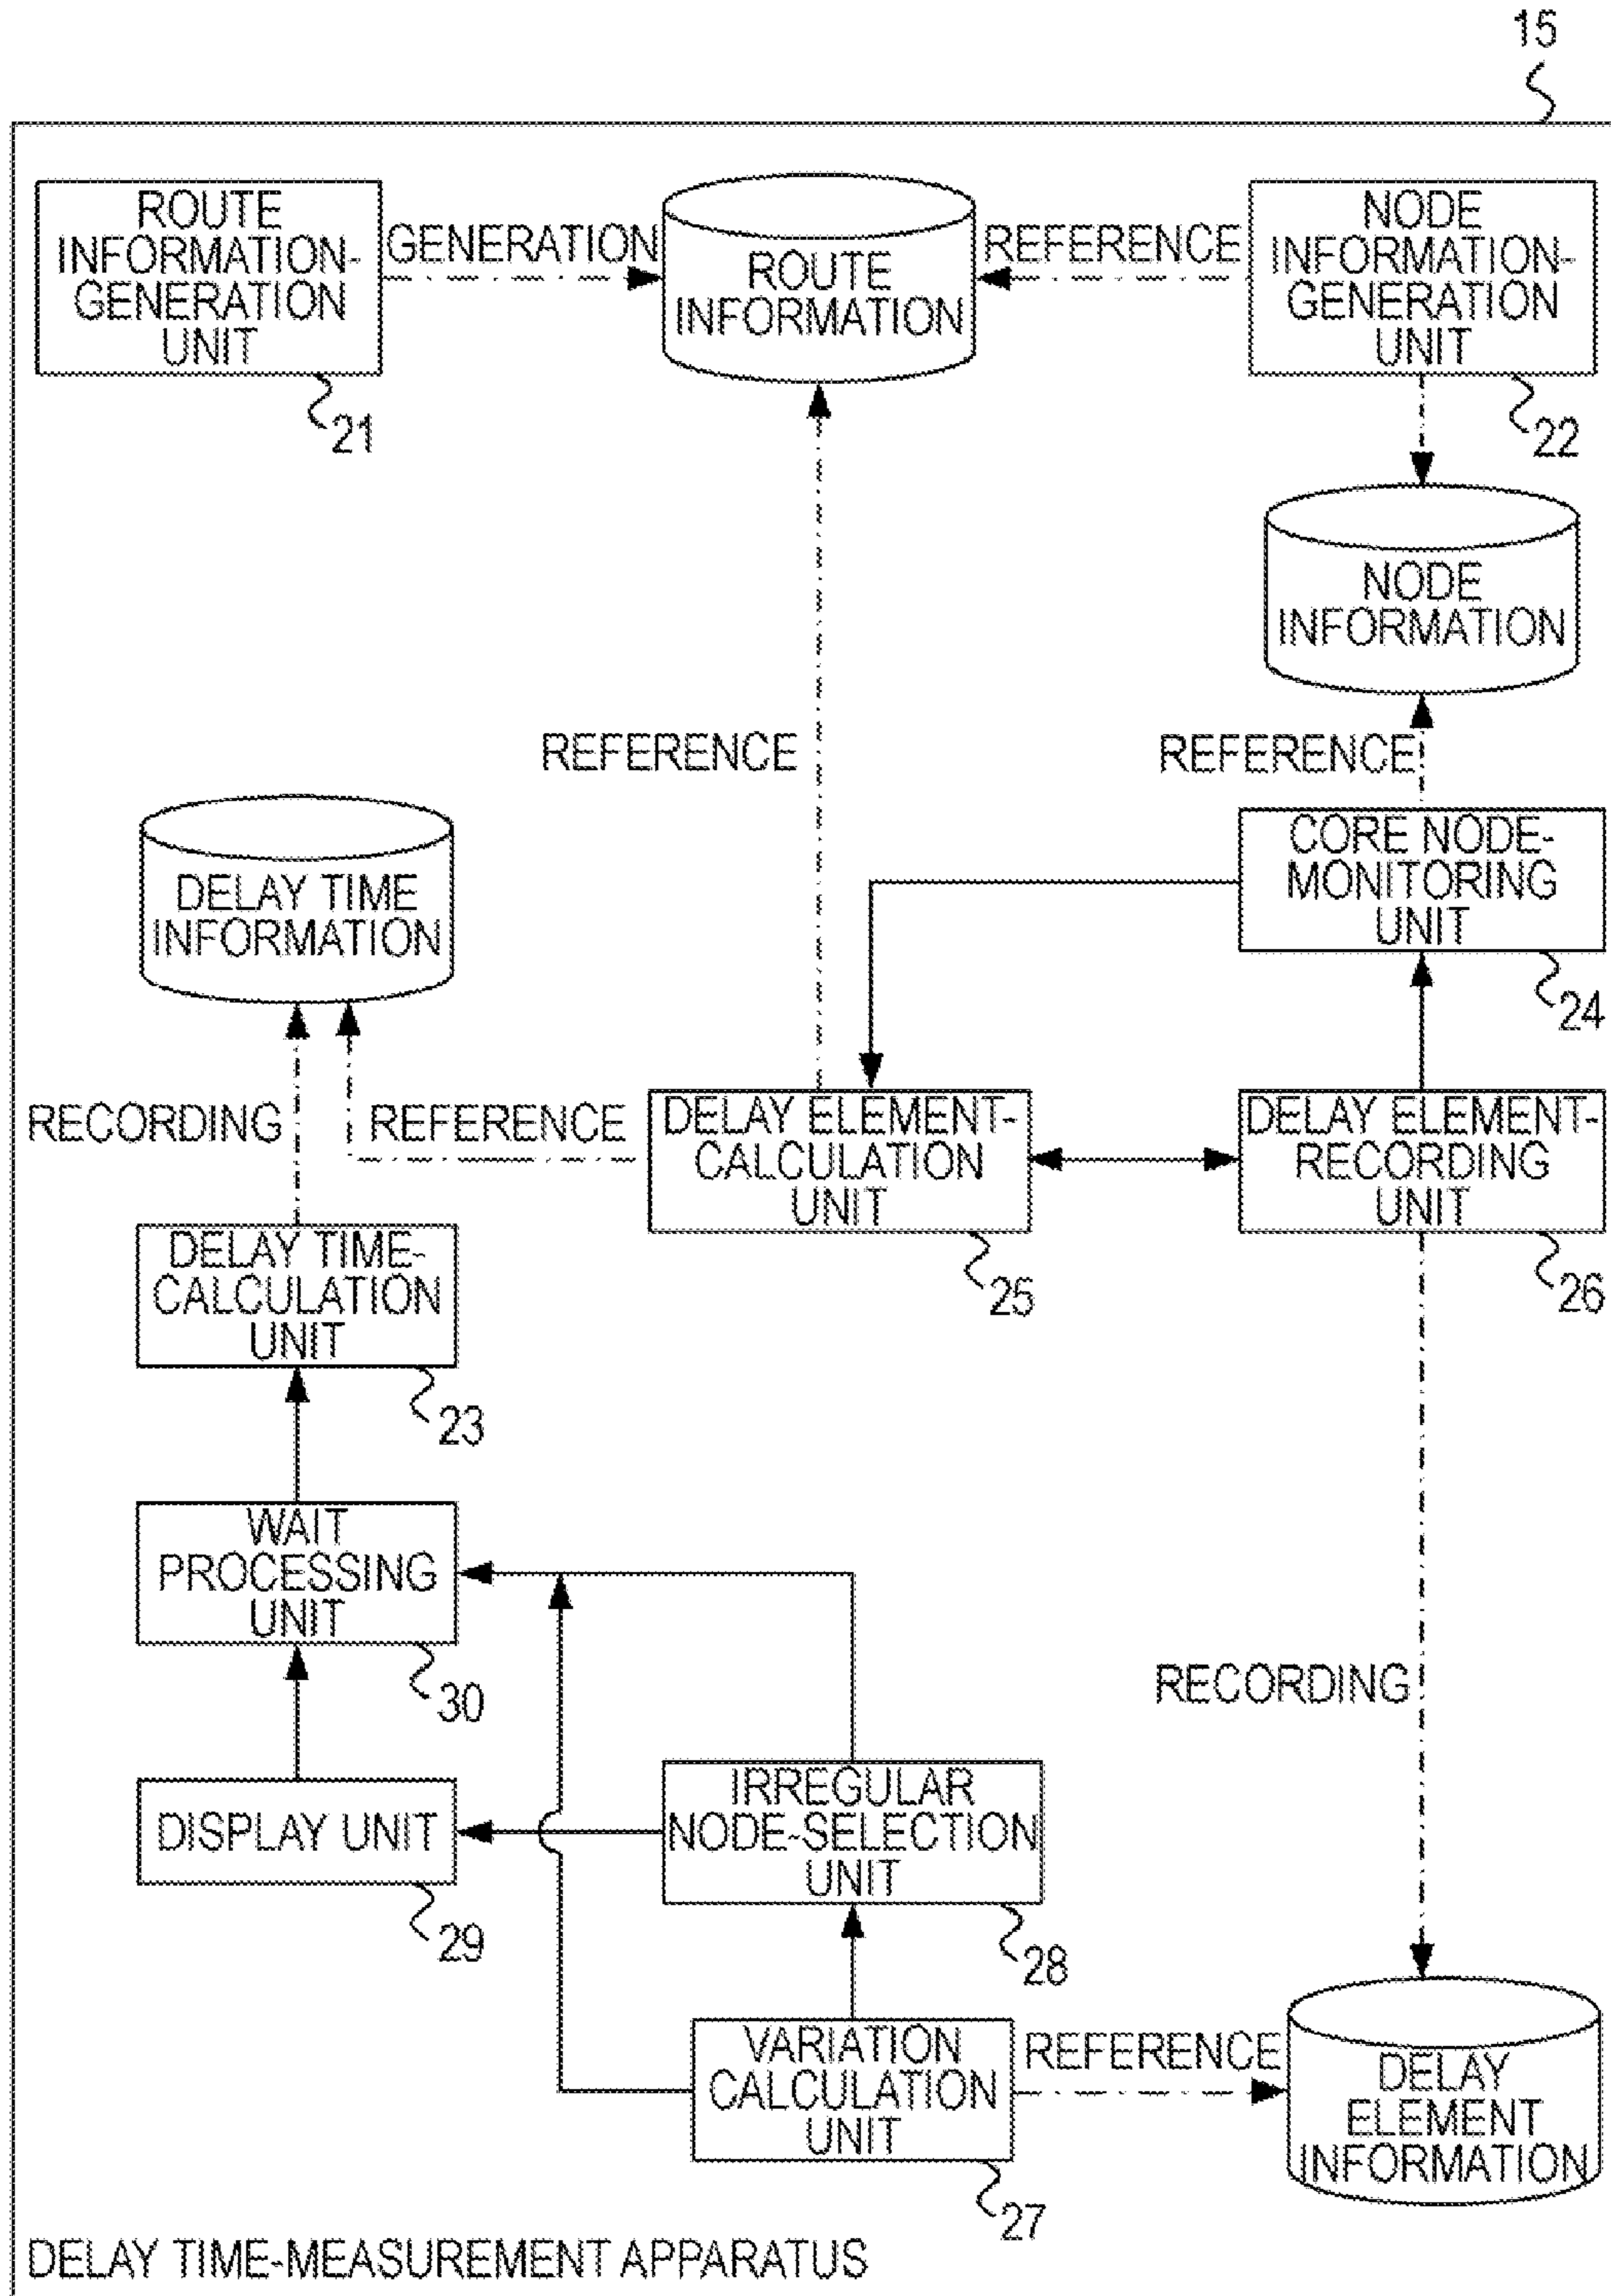 15
ROUTE
INFORMATION-
GENERATION
UNIT
21
GENERATION
ROUTE
INFORMATION
REFERENCE
NODE
INFORMATION-
GENERATION
UNIT
22
NODE
INFORMATION
REFERENCE
REFERENCE
DELAY TIME
INFORMATION
CORE NODE-
MONITORING
UNIT
24
RECORDING
REFERENCE
DELAY ELEMENT-
CALCULATION
UNIT
25
DELAY ELEMENT-
RECORDING
UNIT
26
DELAY TIME-
CALCULATION
UNIT
23
WAIT
PROCESSING
UNIT
30
RECORDING
DISPLAY UNIT
29
IRREGULAR
NODE-SELECTION
UNIT
28
VARIATION
CALCULATION
UNIT
27
REFERENCE
DELAY
ELEMENT
INFORMATION
DELAY TIME-MEASUREMENT APPARATUS